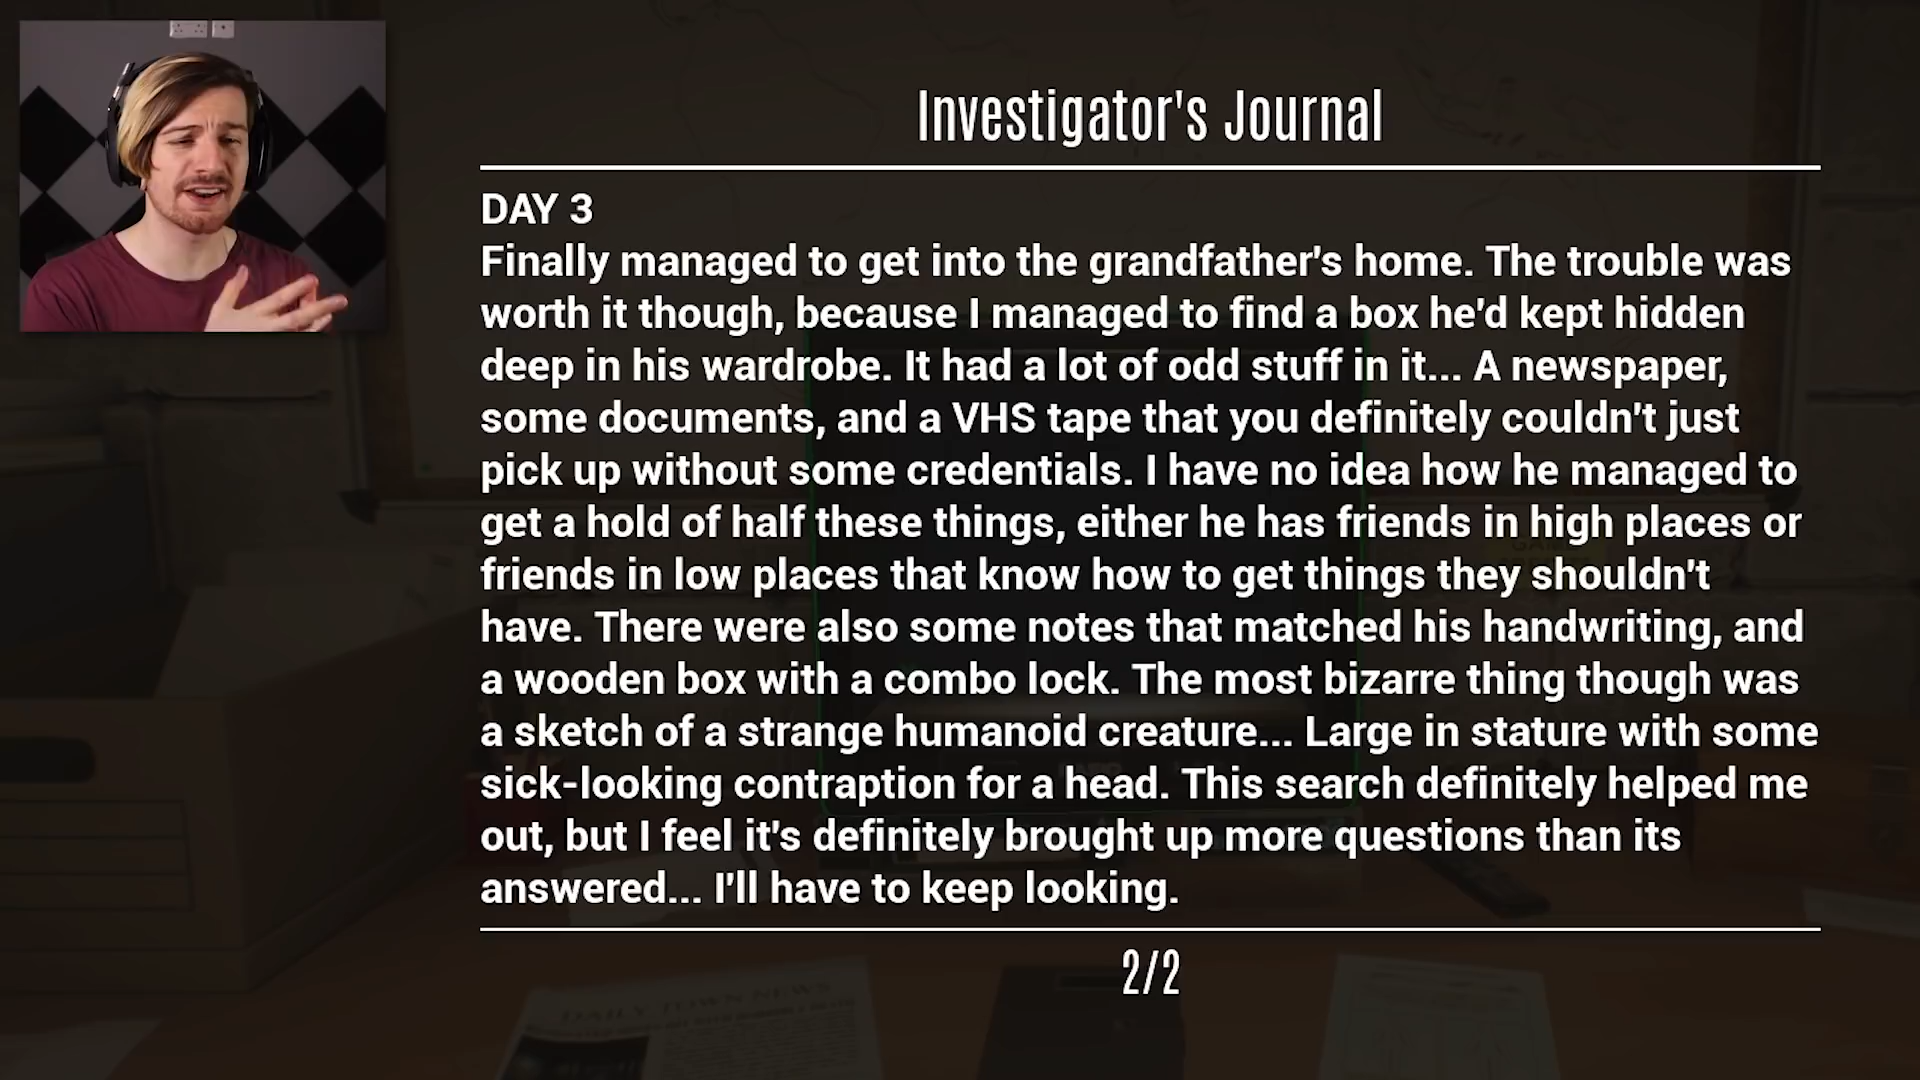 Investigator's Journal
DAY 3
Finally managed to get into the grandfather's home. The trouble was
worth it though, because I managed to find a box he'd kept hidden
deep in his wardrobe. It had a lot of odd stuff in it... A newspaper,
some documents, and a VHS tape that you definitely couldn't just
pick up without some credentials. I have no idea how he managed to
get a hold of half these things, either he has friends in high places or
friends in low places that know how to get things they shouldn't
have. There were also some notes that matched his handwriting, and
a wooden box with a combo lock. The most bizarre thing though was
a sketch of a strange humanoid creature... Large in stature with some
sick-looking contraption for a head. This search definitely helped me
out, but I feel it's definitely brought up more questions than its
answered... I'll have to keep looking.
2/2
DAILY TOWN NEWS